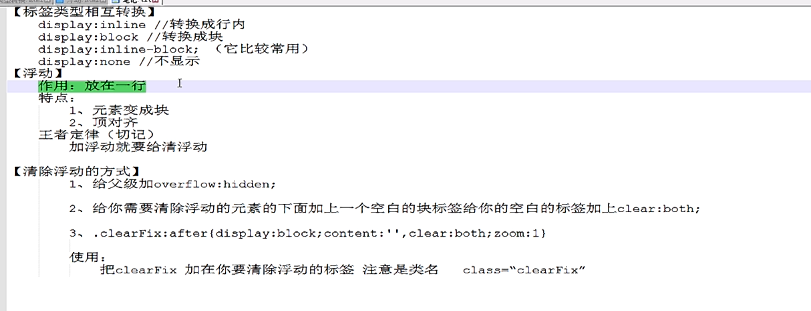 【标签类型相互转换】
display:inline //转换成行内
display:block //转换成块
display:inline-block; （它比较常用）
display:none //不显示
【浮动】
作用: 放在一行
特点:
1、元素变成块
2、顶对齐
王者定律（切记）
加浮动就要给清浮动
【清除浮动的方式】
1、给父级加overflow:hidden;
2、给你需要清除浮动的元素的下面加上一个空白的块标签给你的空白的标签加上clear:both;
3、.clearFix:after{display:block;content:'',clear:both;zoom:1}
使用:
把clearFix 加在你要清除浮动的标签 注意是类名 class=“clearFix”